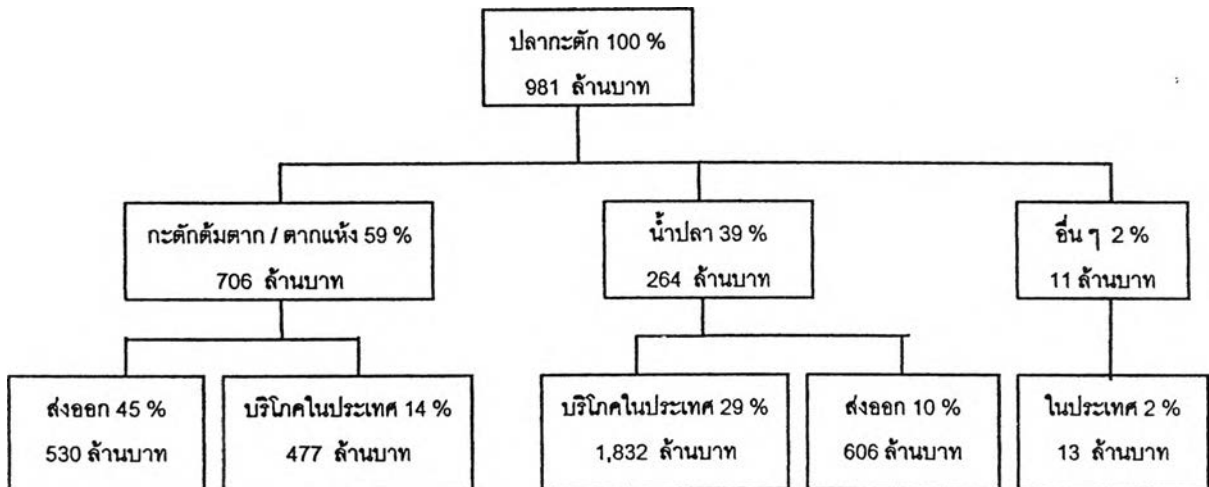 ปลากะตัก 100 %
981 ล้านบาท
กะตักต้มตาก / ตากแห้ง 59 %
706 ล้านบาท
น้ำปลา 39 %
264 ล้านบาท
อื่น ๆ 2 %
11 ล้านบาท
ส่งออก 45 %
530 ล้านบาท
บริโภคในประเทศ 14 %
477 ล้านบาท
บริโภคในประเทศ 29 %
1,832 ล้านบาท
ส่งออก 10 %
606 ล้านบาท
ในประเทศ 2 %
13 ล้านบาท